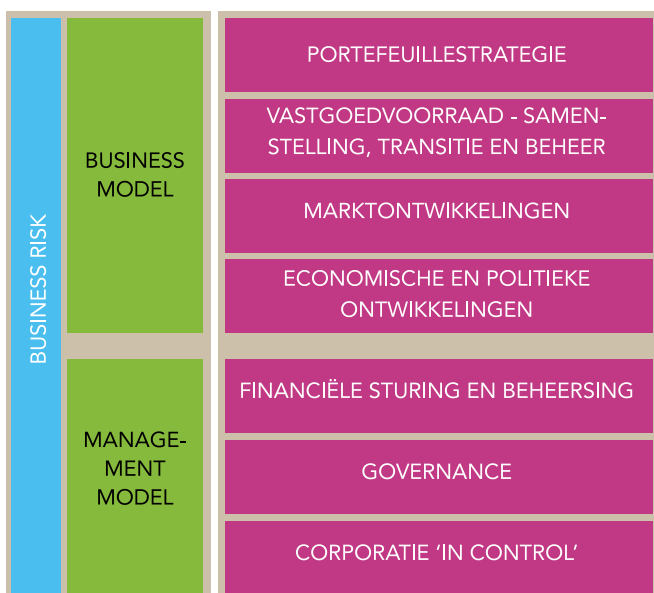 BUSINESS RISK
BUSINESS
MODEL
PORTEFEUILLESTRATEGIE
VASTGOEDVOORRAAD - SAMEN-
STELLING, TRANSITIE EN BEHEER
MARKTONTWIKKELINGEN
ECONOMISCHE EN POLITIEKE
ONTWIKKELINGEN
MANAGE-
MENT
MODEL
FINANCIËLE STURING EN BEHEERSING
GOVERNANCE
CORPORATIE ‘IN CONTROL’